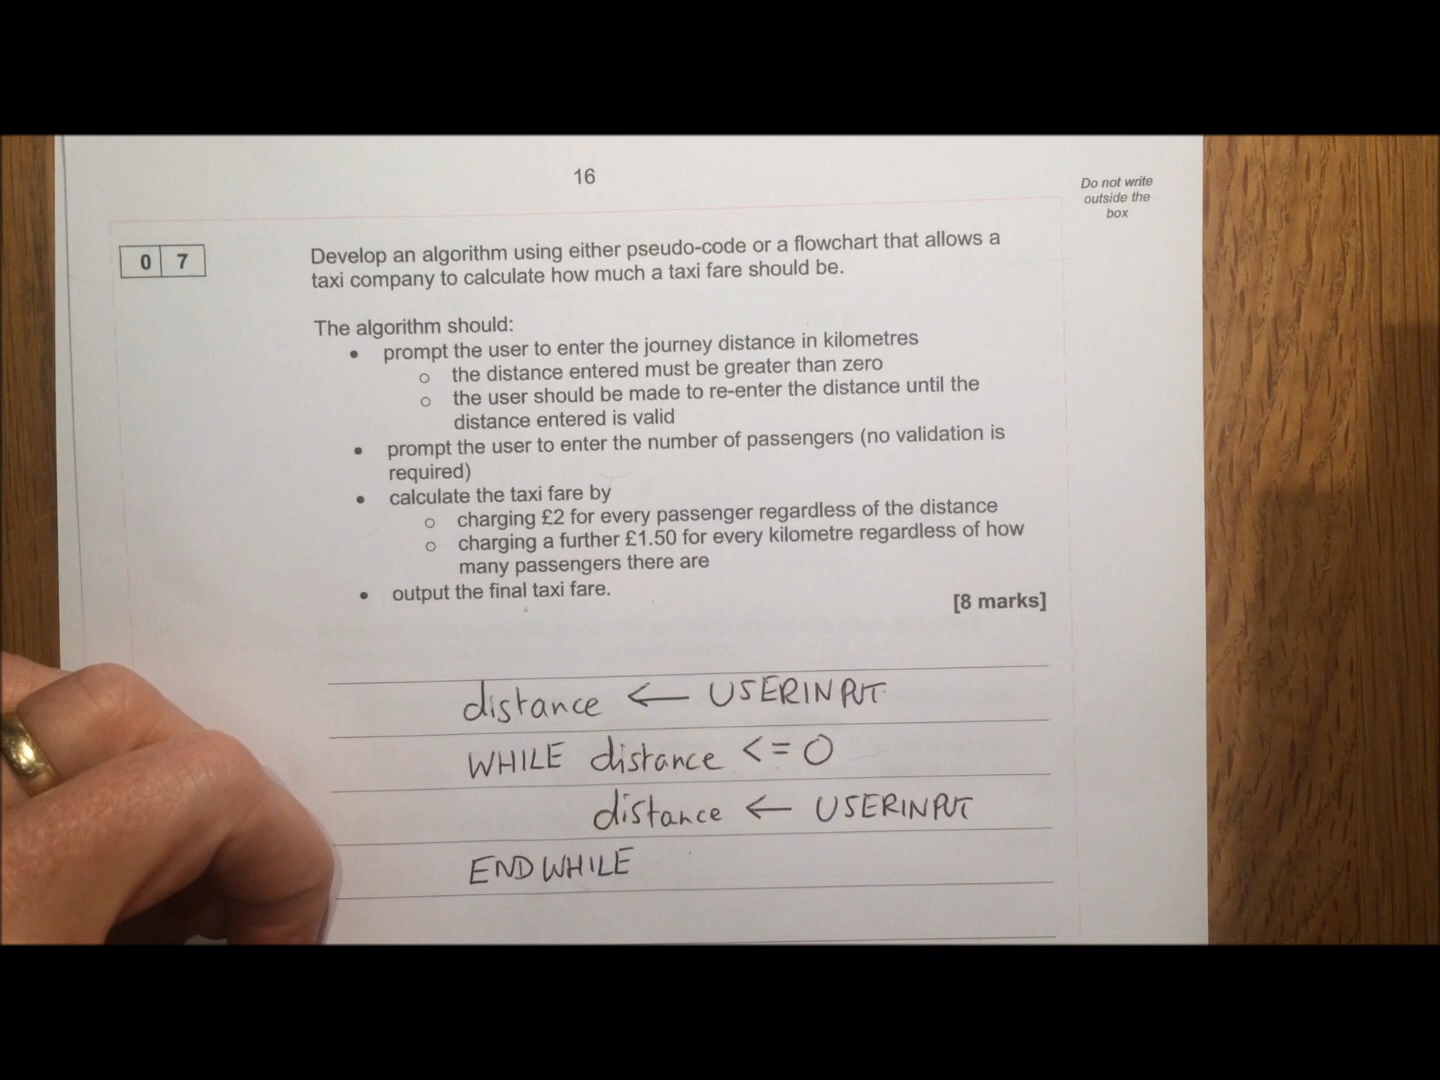 16
Do not write
outside the
box
0 7
Develop an algorithm using either pseudo-code or a flowchart that allows a
taxi company to calculate how much a taxi fare should be.
The algorithm should:
• prompt the user to enter the journey distance in kilometres
○ the distance entered must be greater than zero
○ the user should be made to re-enter the distance until the
distance entered is valid
• prompt the user to enter the number of passengers (no validation is
required)
• calculate the taxi fare by
○ charging £2 for every passenger regardless of the distance
○ charging a further £1.50 for every kilometre regardless of how
many passengers there are
• output the final taxi fare.
[8 marks]
distance ← USERINPUT
WHILE distance <= 0
distance ← USERINPUT
ENDWHILE